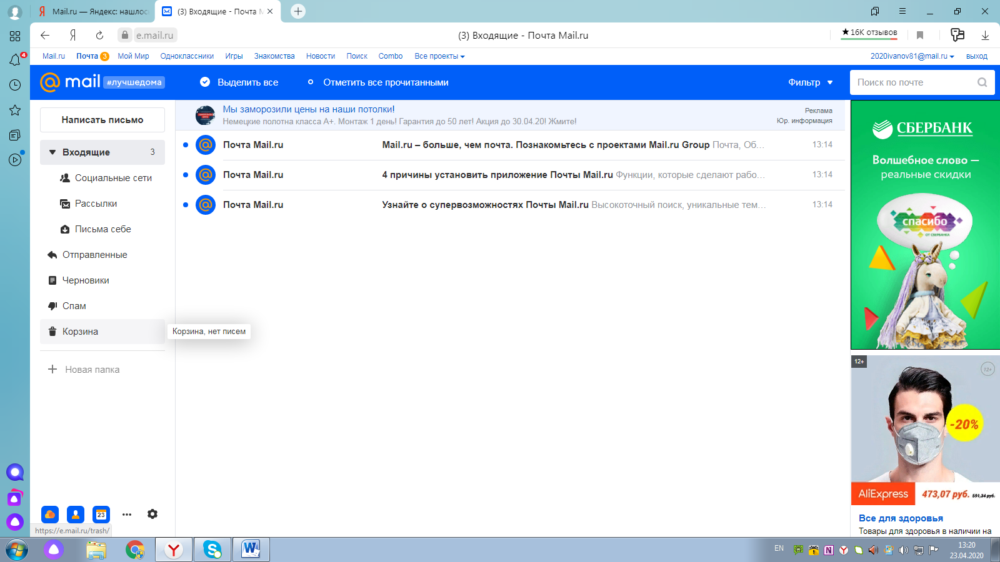 Mail.ru — Яндекс: нашлось
(3) Входящие - Почта M
4
e.mail.ru
(3) Входящие - Почта Mail.ru
★16K отзывов
Mail.ru
Почта 3
Мой Мир
Одноклассники
Игры
Знакомства
Новости
Поиск
Combo
Все проекты
2020ivanov81@mail.ru
выход
@mail #лучшедома
Выделить все
Отметить все прочитанными
Фильтр
Поиск по почте
Написать письмо
Входящие 3
Социальные сети
Рассылки
Письма себе
Отправленные
Черновики
Спам
Корзина
Корзина, нет писем
Новая папка
Мы заморозили цены на наши потолки!
Немецкие полотна класса А+. Монтаж 1 день! Гарантия до 50 лет! Акция до 30.04.20! Жмите!
Реклама
Юр. информация
Почта Mail.ru Mail.ru – больше, чем почта. Познакомьтесь с проектами Mail.ru Group Почта, Об... 13:14
Почта Mail.ru 4 причины установить приложение Почты Mail.ru Функции, которые сделают рабо... 13:14
Почта Mail.ru Узнайте о супервозможностях Почты Mail.ru Высокоточный поиск, уникальные тем... 13:14
СБЕРБАНК
Волшебное слово —
реальные скидки
спасибо
ОТ СБЕРБАНКА
12+
12+
-20%
AliExpress 473,07 руб. 591,34 руб.
Все для здоровья
Товары для здоровья в наличии на
23
https://e.mail.ru/trash/
EN
13:20
23.04.2020